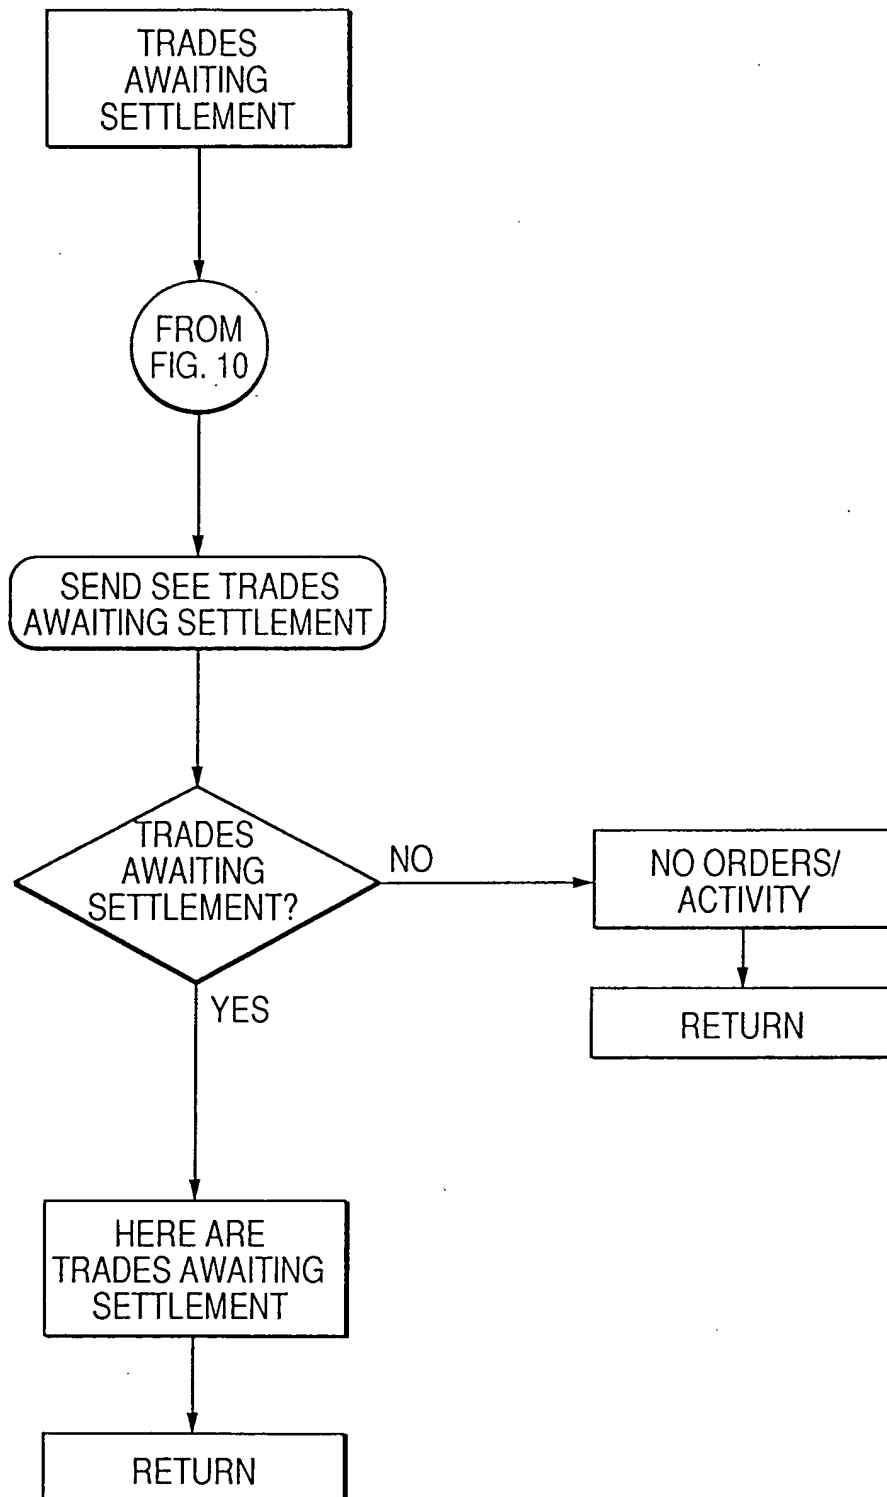 TRADES
AWAITING
SETTLEMENT
FROM
FIG. 10
SEND SEE TRADES
AWAITING SETTLEMENT
TRADES
AWAITING
SETTLEMENT?
NO
NO ORDERS/
ACTIVITY
RETURN
YES
HERE ARE
TRADES AWAITING
SETTLEMENT
RETURN